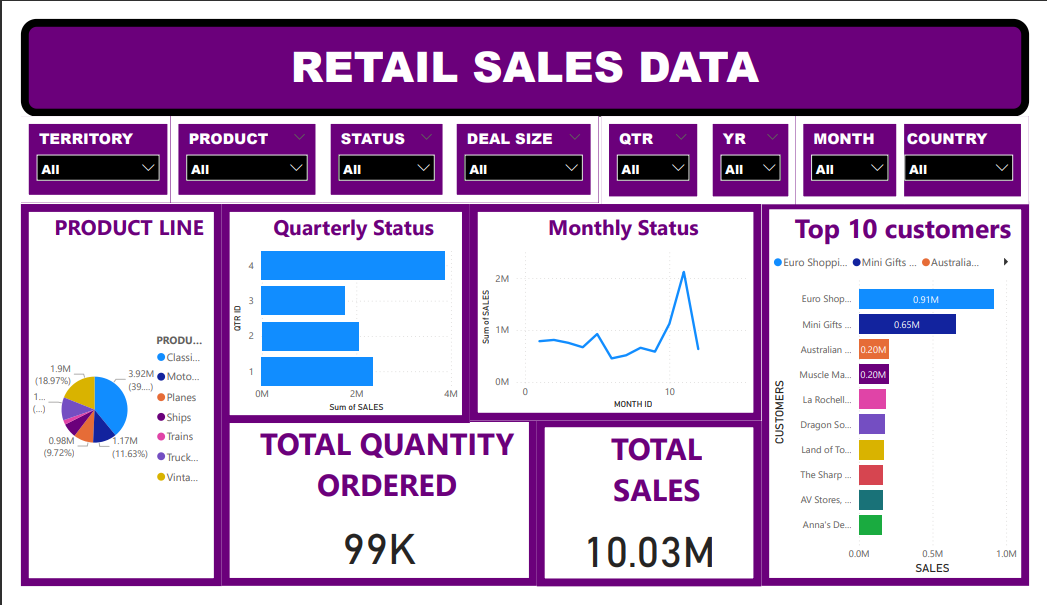 RETAIL SALES DATA
TERRITORY
All
PRODUCT
All
STATUS
All
DEAL SIZE
All
QTR
All
YR
All
MONTH
All
COUNTRY
All
PRODUCT LINE
PRODU...
Classi...
Moto...
Planes
Ships
Trains
Truck...
Vinta...
1.9M
(18.97%)
3.92M
(39....)
1...
(...)
0.98M
(9.72%)
1.17M
(11.63%)
Quarterly Status
QTR ID
4
3
2
1
0M 2M 4M
Sum of SALES
Monthly Status
Sum of SALES
2M
1M
0M
0 10
MONTH ID
Top 10 customers
Euro Shoppi... Mini Gifts ... Australia...
CUSTOMERS
Euro Shop... 0.91M
Mini Gifts ... 0.65M
Australian ... 0.20M
Muscle Ma... 0.20M
La Rochell...
Dragon So...
Land of To...
The Sharp ...
AV Stores, ...
Anna's De...
0.0M 0.5M 1.0M
SALES
TOTAL QUANTITY
ORDERED
99K
TOTAL
SALES
10.03M